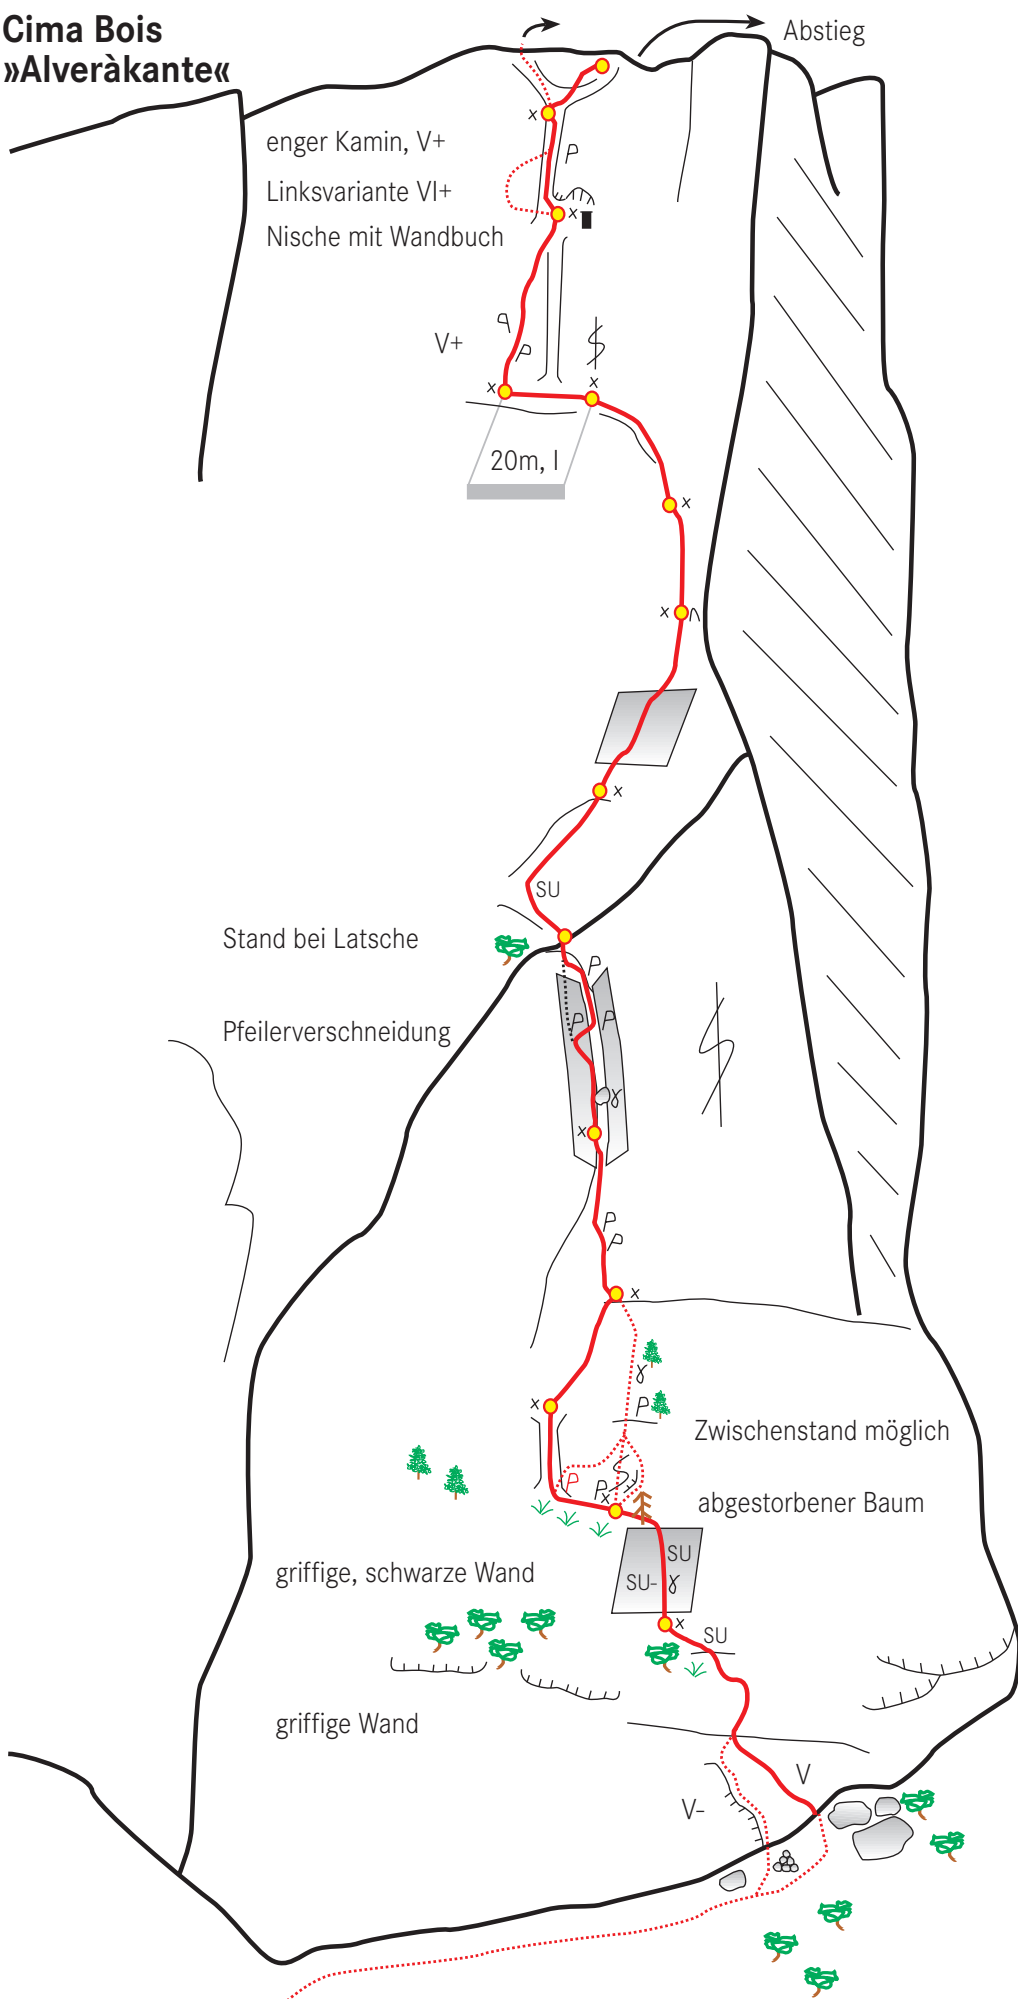 Cima Bois
»Alveràkante«
Abstieg
enger Kamin, V+
Linksvariante VI+
Nische mit Wandbuch
V+
20m, I
SU
Stand bei Latsche
Pfeilerverschneidung
Zwischenstand möglich
abgestorbener Baum
SU
griffige, schwarze Wand
SU-
SU
griffige Wand
V
V-